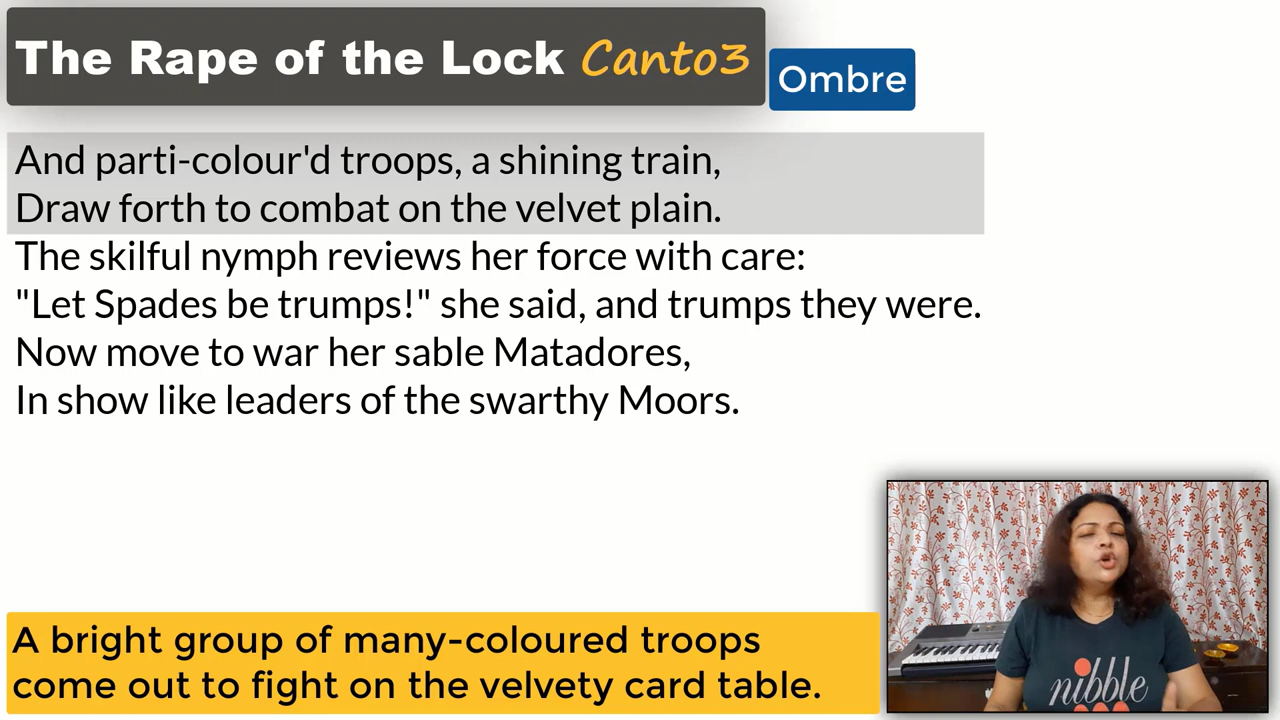 The Rape of the Lock Canto3
Ombre
And parti-colour'd troops, a shining train,
Draw forth to combat on the velvet plain.
The skilful nymph reviews her force with care:
"Let Spades be trumps!" she said, and trumps they were.
Now move to war her sable Matadores,
In show like leaders of the swarthy Moors.
A bright group of many-coloured troops
come out to fight on the velvety card table.
nibble